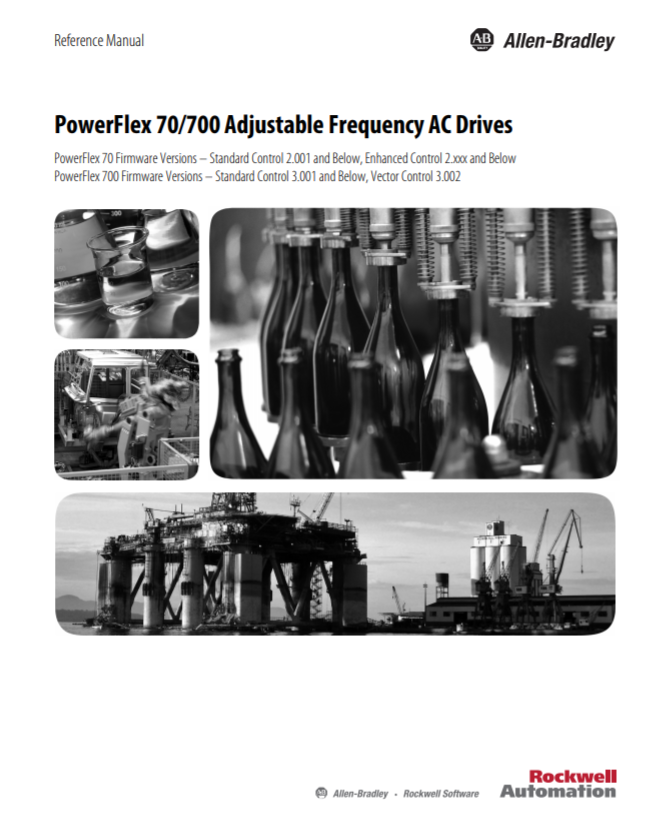 Reference Manual
AB Allen-Bradley
PowerFlex 70/700 Adjustable Frequency AC Drives
PowerFlex 70 Firmware Versions – Standard Control 2.001 and Below, Enhanced Control 2.xxx and Below
PowerFlex 700 Firmware Versions – Standard Control 3.001 and Below, Vector Control 3.002
Allen-Bradley • Rockwell Software
Rockwell
Automation